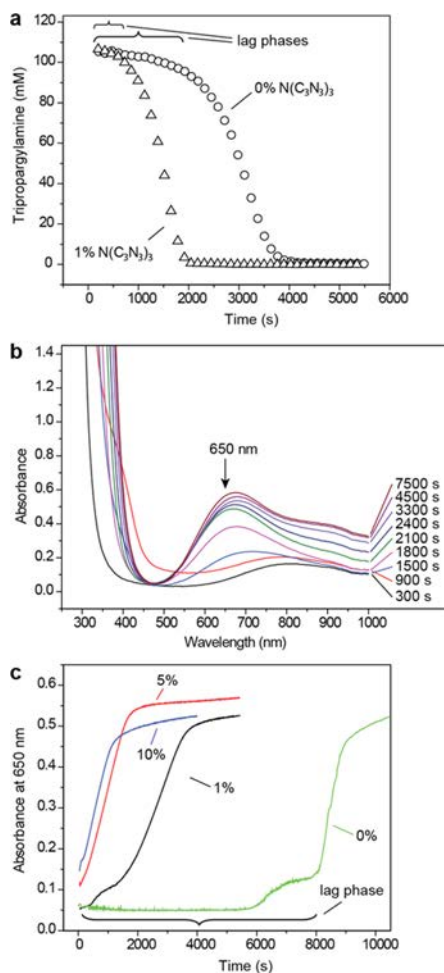 a
lag phases
0% N(C₃N₃)₃
1% N(C₃N₃)₃
Tripropargylamine (mM)
120
100
80
60
40
20
0
0 1000 2000 3000 4000 5000 6000
Time (s)
b
650 nm
Absorbance
1.4
1.2
1.0
0.8
0.6
0.4
0.2
0.0
7500 s
4500 s
3300 s
2400 s
2100 s
1800 s
1500 s
900 s
300 s
300 400 500 600 700 800 900 1000
Wavelength (nm)
c
5%
10%
1%
0%
lag phase
Absorbance at 650 nm
0.6
0.5
0.4
0.3
0.2
0.1
0.0
0 2000 4000 6000 8000 10000
Time (s)